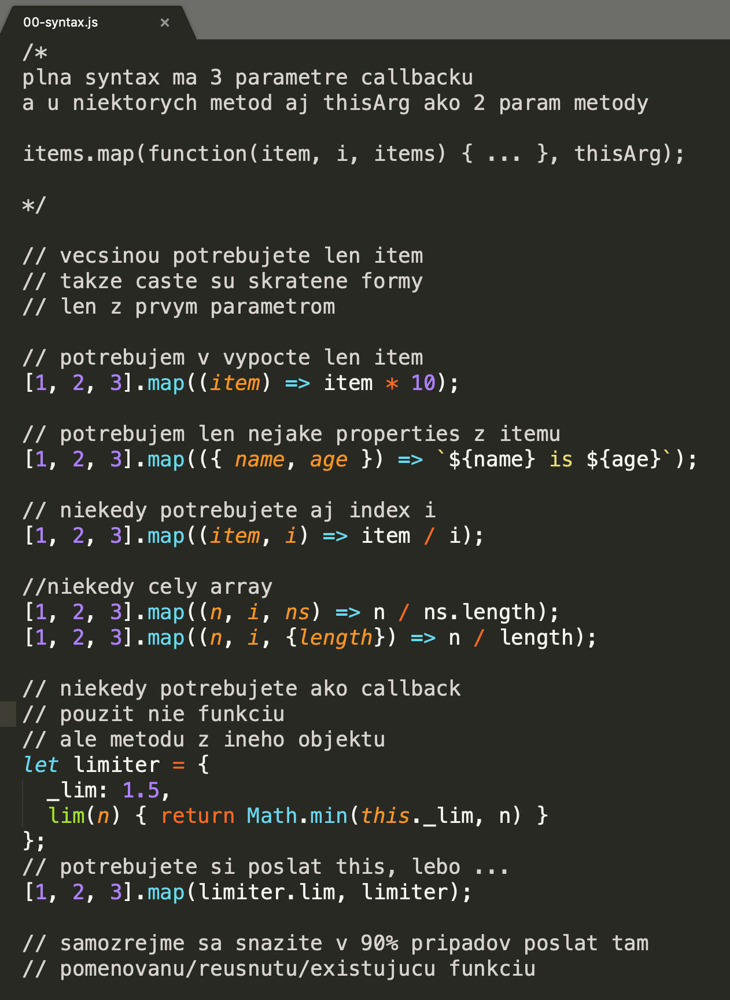 00-syntax.js ×
/*
plna syntax ma 3 parametre callbacku
a u niektorych metod aj thisArg ako 2 param metody
items.map(function(item, i, items) { ... }, thisArg);
*/
// vecsinou potrebujete len item
// takze caste su skratene formy
// len z prvym parametrom
// potrebujem v vypocte len item
[1, 2, 3].map((item) => item * 10);
// potrebujem len nejake properties z itemu
[1, 2, 3].map(({ name, age }) => `${name} is ${age}`);
// niekedy potrebujete aj index i
[1, 2, 3].map((item, i) => item / i);
//niekedy cely array
[1, 2, 3].map((n, i, ns) => n / ns.length);
[1, 2, 3].map((n, i, {length}) => n / length);
// niekedy potrebujete ako callback
// pouzit nie funkciu
// ale metodu z ineho objektu
let limiter = {
  _lim: 1.5,
  lim(n) { return Math.min(this._lim, n) }
};
// potrebujete si poslat this, lebo ...
[1, 2, 3].map(limiter.lim, limiter);
// samozrejme sa snazite v 90% pripadov poslat tam
// pomenovanu/reusnutu/existujucu funkciu